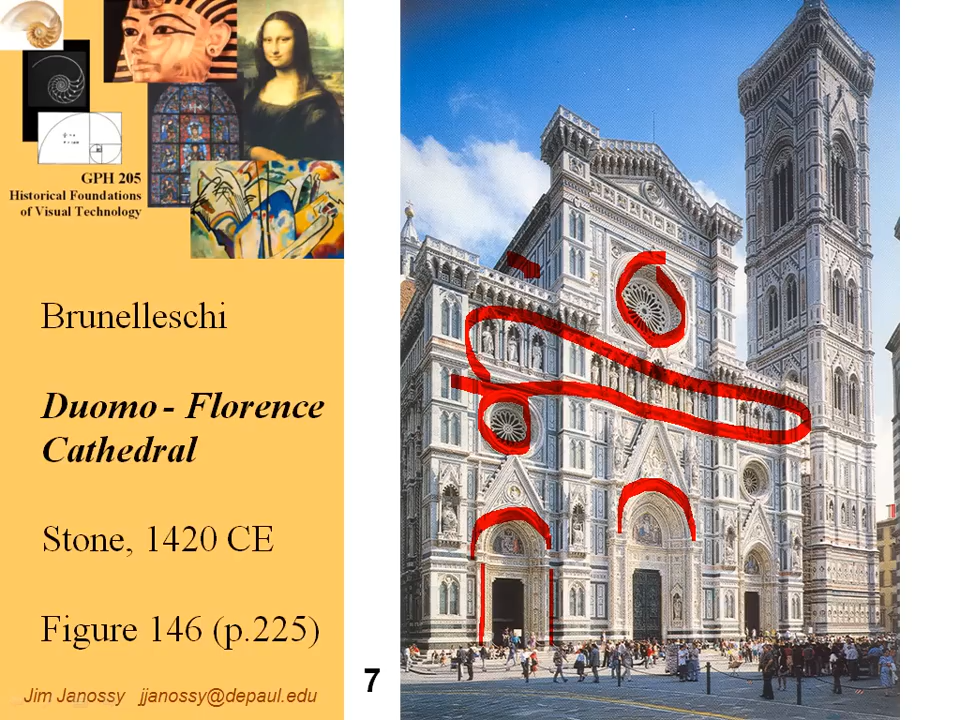 GPH 205
Historical Foundations
of Visual Technology
Brunelleschi
Duomo - Florence
Cathedral
Stone, 1420 CE
Figure 146 (p.225)
Jim Janossy jjanossy@depaul.edu
7